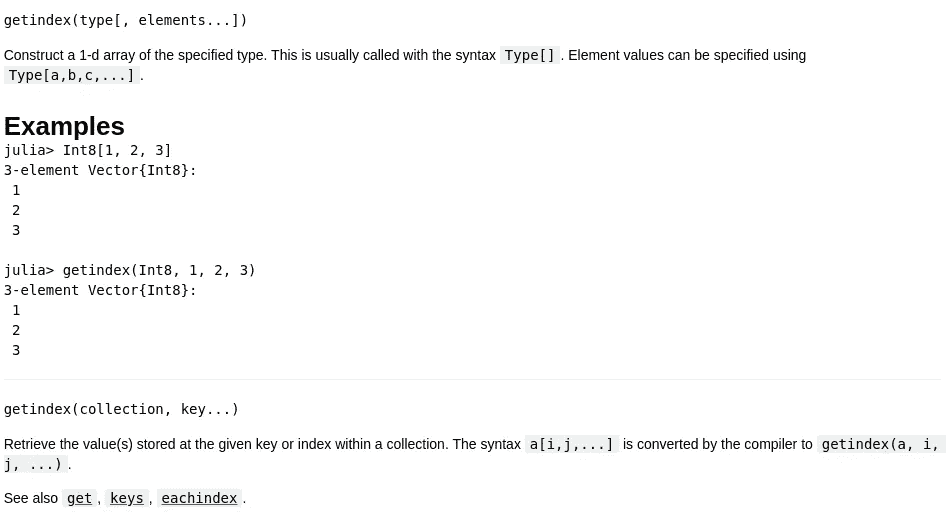 getindex(type[, elements...])
Construct a 1-d array of the specified type. This is usually called with the syntax Type[]. Element values can be specified using
Type[a,b,c,...].
Examples
julia> Int8[1, 2, 3]
3-element Vector{Int8}:
 1
 2
 3
julia> getindex(Int8, 1, 2, 3)
3-element Vector{Int8}:
 1
 2
 3
getindex(collection, key...)
Retrieve the value(s) stored at the given key or index within a collection. The syntax a[i,j,...] is converted by the compiler to getindex(a, i,
j, ...).
See also get, keys, eachindex.